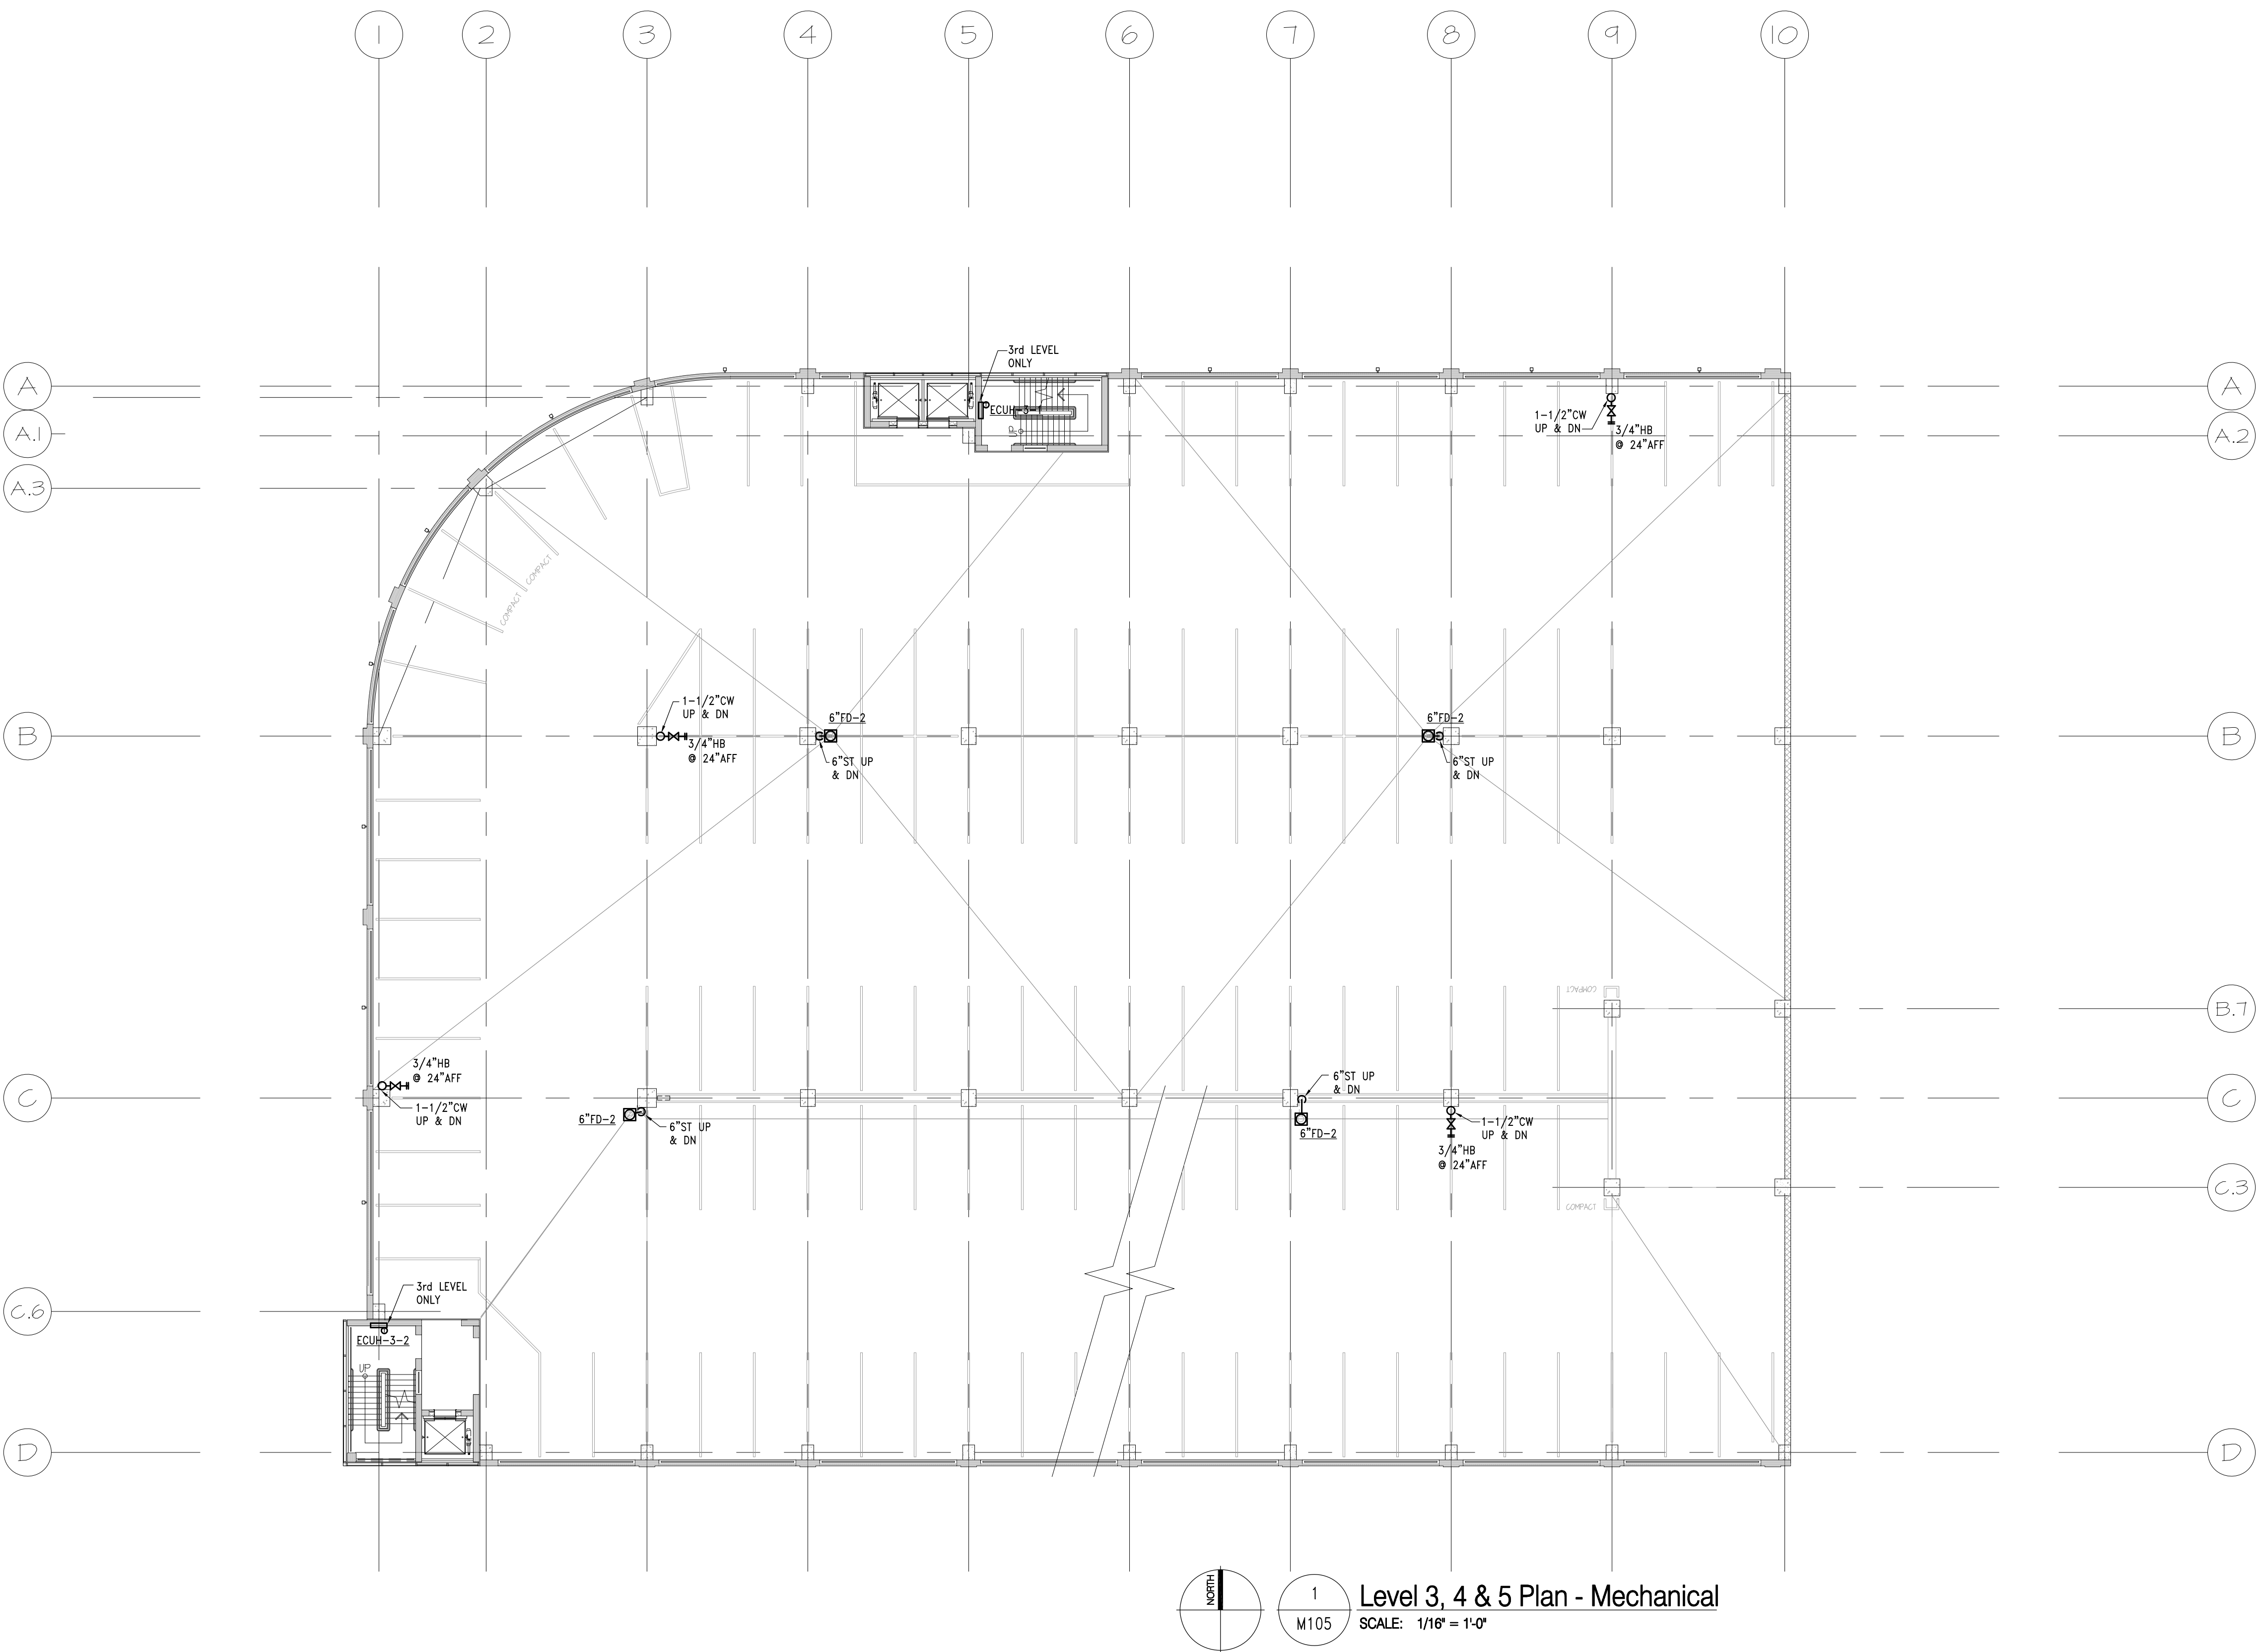 1 2 3 4 5 6 7 8 9 10
3rd LEVEL
ONLY
A A
ECUH-3-1
1-1/2"CW
UP & DN
3/4"HB
@ 24"AFF
A.1 A.2
A.3
COMPACT
COMPACT
1-1/2"CW
UP & DN
3/4"HB
@ 24"AFF
6"FD-2
6"ST UP
& DN
6"FD-2
6"ST UP
& DN
B B
COMPACT
B.7
3/4"HB
@ 24"AFF
1-1/2"CW
UP & DN
6"FD-2
6"ST UP
& DN
6"ST UP
& DN
6"FD-2
1-1/2"CW
UP & DN
3/4"HB
@ 24"AFF
C C
C.3
COMPACT
3rd LEVEL
ONLY
C.6
ECUH-3-2
UP
D D
NORTH
1
M105
Level 3, 4 & 5 Plan - Mechanical
SCALE: 1/16" = 1'-0"